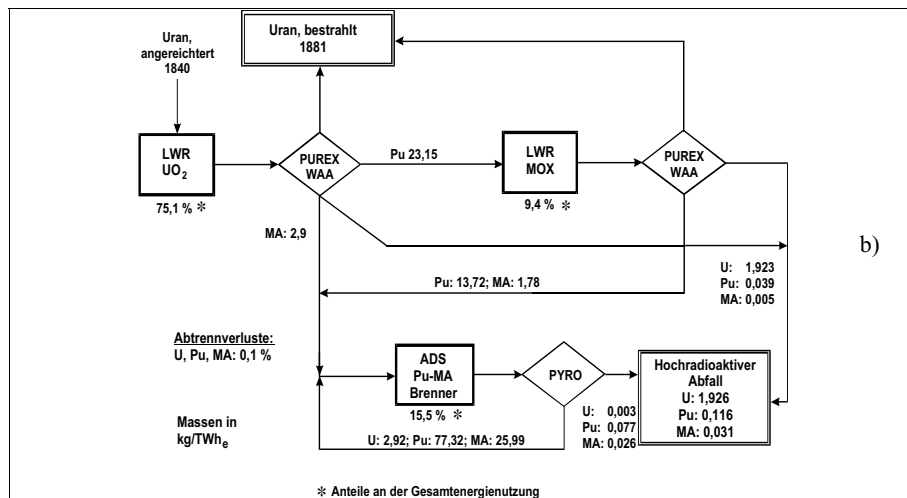 Uran,
angereichtert
1840
Uran, bestrahlt
1881
LWR
UO₂
75,1 % *
PUREX
WAA
Pu 23,15
LWR
MOX
9,4 % *
PUREX
WAA
MA: 2,9
b)
U: 1,923
Pu: 0,039
MA: 0,005
Pu: 13,72; MA: 1,78
Abtrennverluste:
U, Pu, MA: 0,1 %
ADS
Pu-MA
Brenner
15,5 % *
PYRO
Hochradioaktiver
Abfall
U: 1,926
Pu: 0,116
MA: 0,031
U: 0,003
Pu: 0,077
MA: 0,026
Massen in
kg/TWhₑ
U: 2,92; Pu: 77,32; MA: 25,99
* Anteile an der Gesamtenergienutzung